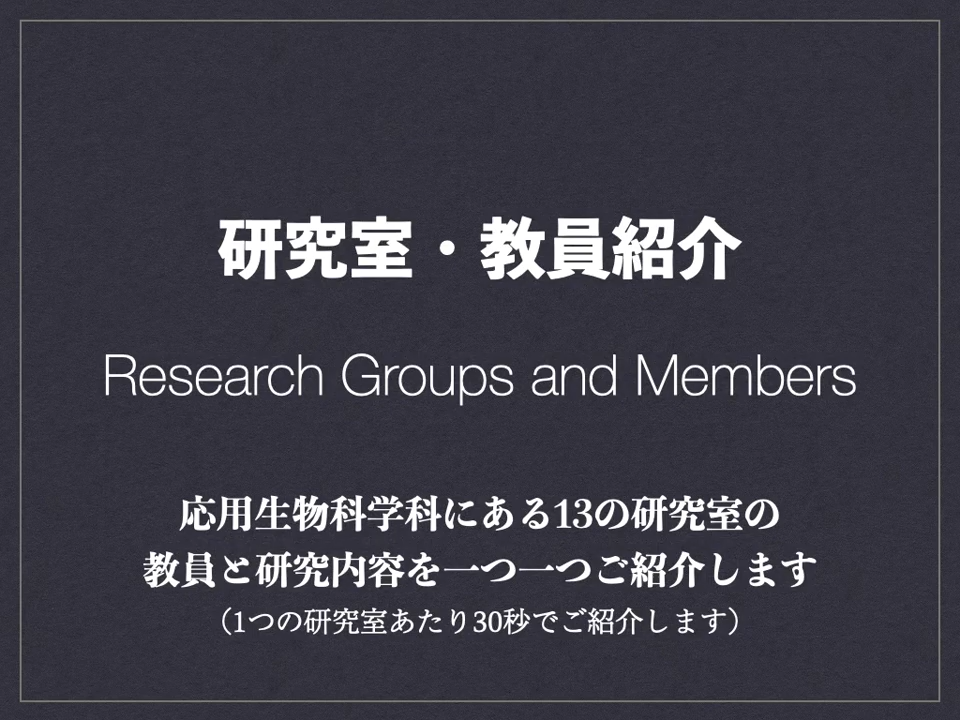 研究室・教員紹介
Research Groups and Members
応用生物科学科にある13の研究室の
教員と研究内容を一つ一つご紹介します
（1つの研究室あたり30秒でご紹介します）